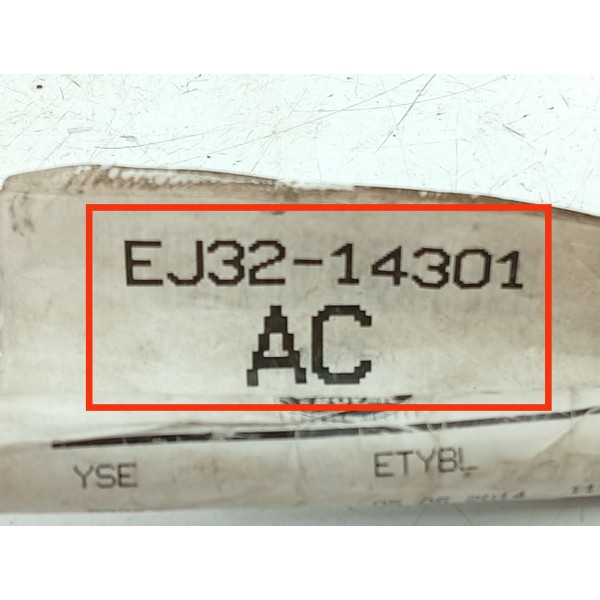 EJ32-14301
AC
YSE
ETYBL